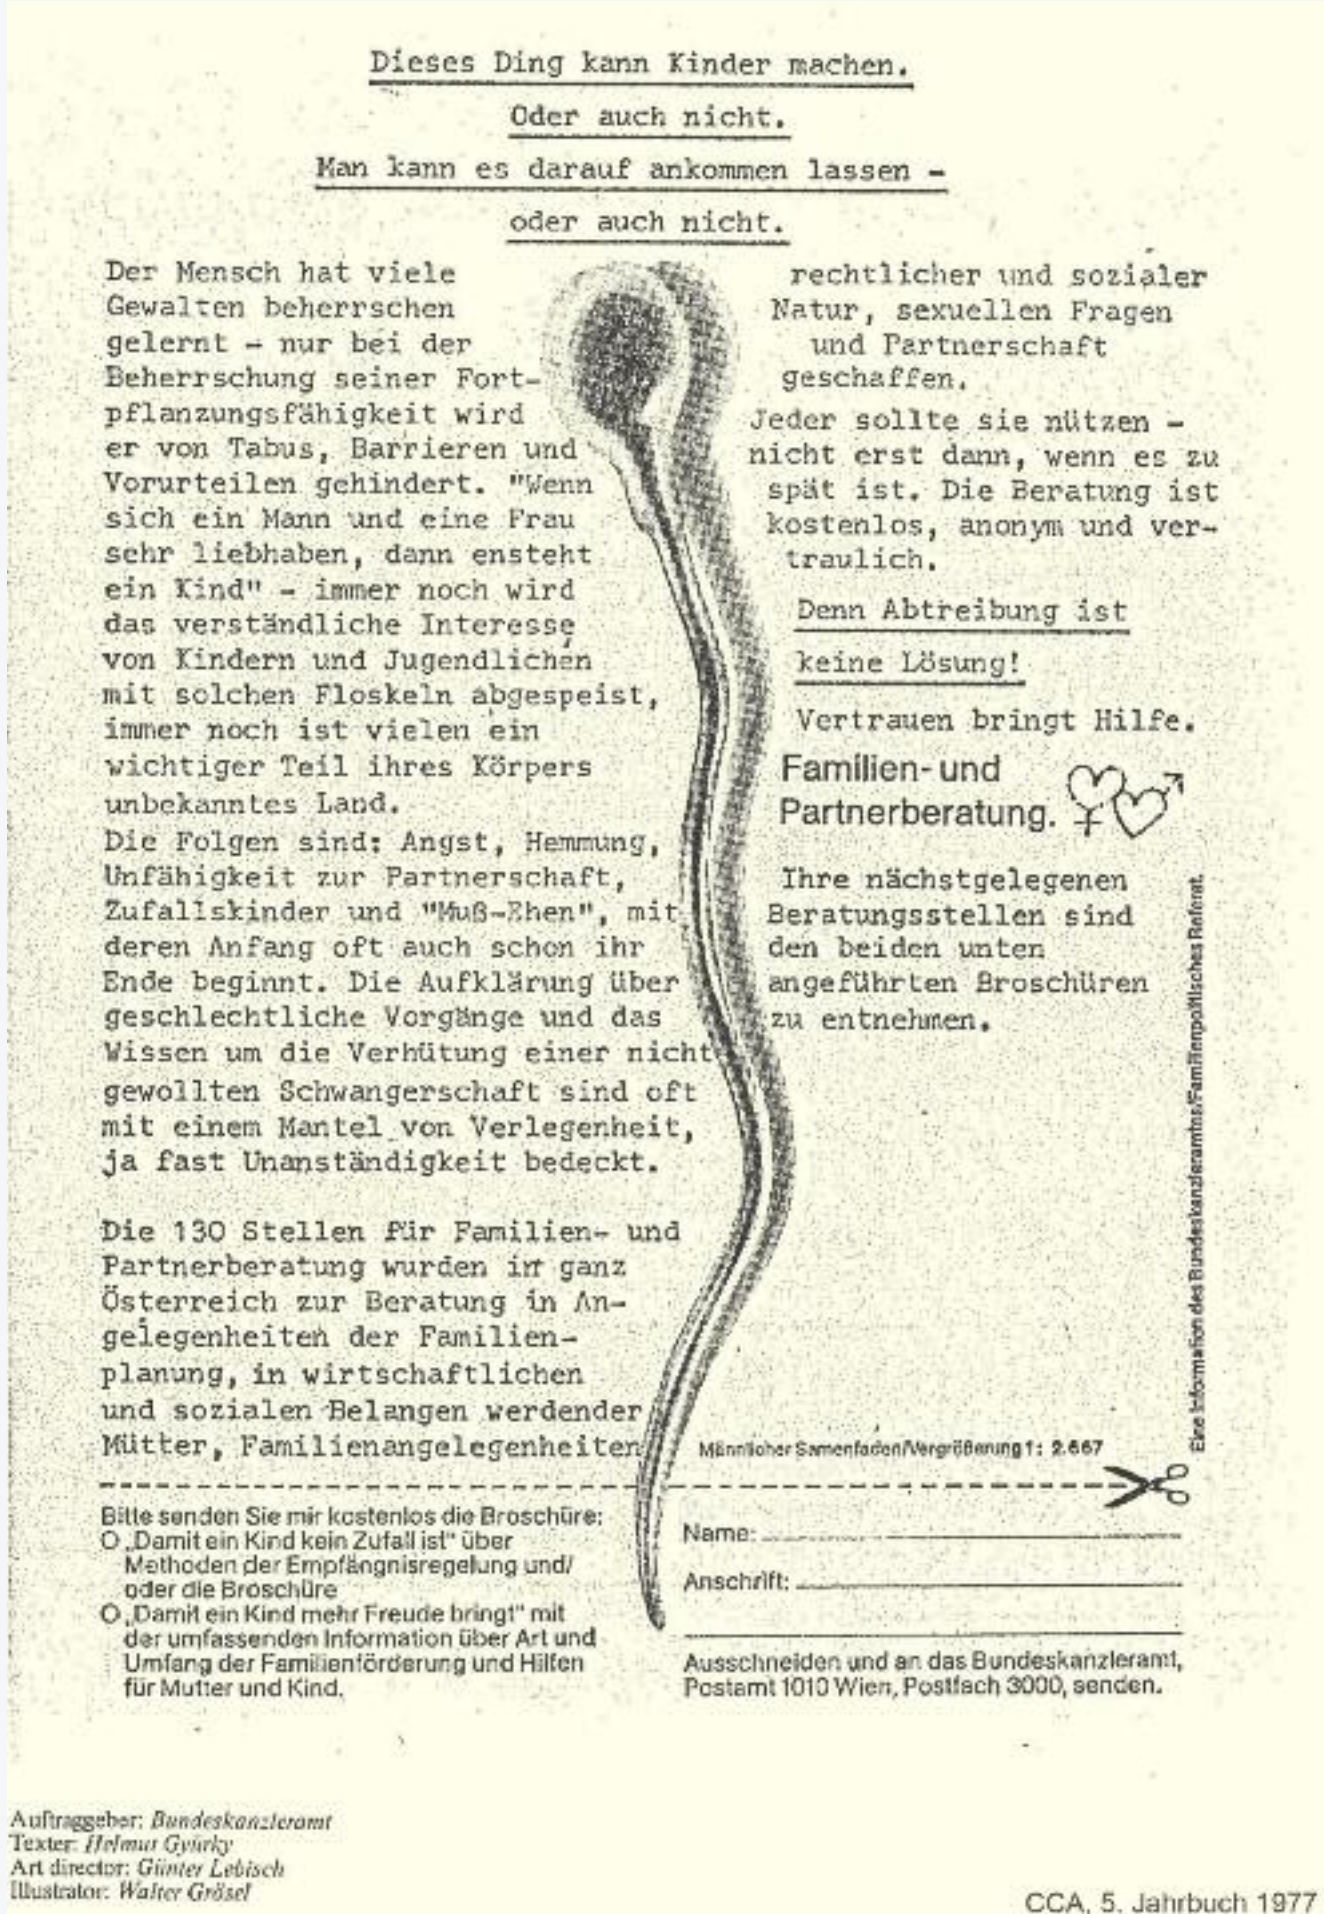 Dieses Ding kann Kinder machen.
Oder auch nicht.
Man kann es darauf ankommen lassen -
oder auch nicht.
Der Mensch hat viele
Gewalten beherrschen
gelernt - nur bei der
Beherrschung seiner Fort-
pflanzungsfähigkeit wird
er von Tabus, Barrieren und
Vorurteilen gehindert. "Wenn
sich ein Mann und eine Frau
sehr liebhaben, dann ensteht
ein Kind" - immer noch wird
das verständliche Interesse
von Kindern und Jugendlichen
mit solchen Floskeln abgespeist,
immer noch ist vielen ein
wichtiger Teil ihres Körpers
unbekanntes Land.
Die Folgen sind: Angst, Hemmung,
Unfähigkeit zur Partnerschaft,
Zufallskinder und "Muß-Ehen", mit
deren Anfang oft auch schon ihr
Ende beginnt. Die Aufklärung über
geschlechtliche Vorgänge und das
Wissen um die Verhütung einer nicht
gewollten Schwangerschaft sind oft
mit einem Mantel von Verlegenheit,
ja fast Unanständigkeit bedeckt.
Die 130 Stellen für Familien- und
Partnerberatung wurden in ganz
Österreich zur Beratung in An-
gelegenheiten der Familien-
planung, in wirtschaftlichen
und sozialen Belangen werdender
Mütter, Familienangelegenheiten
rechtlicher und sozialer
Natur, sexuellen Fragen
und Partnerschaft
geschaffen.
Jeder sollte sie nützen -
nicht erst dann, wenn es zu
spät ist. Die Beratung ist
kostenlos, anonym und ver-
traulich.
Denn Abtreibung ist
keine Lösung!
Vertrauen bringt Hilfe.
Familien- und
Partnerberatung.
Ihre nächstgelegenen
Beratungsstellen sind
den beiden unten
angeführten Broschüren
zu entnehmen.
Eine Information des Bundeskanzleramtes/Familienpolitisches Referat.
Männlicher Samenfaden/Vergrößerung 1: 2.667
Bitte senden Sie mir kostenlos die Broschüre:
O „Damit ein Kind kein Zufall ist" über
Methoden der Empfängnisregelung und/
oder die Broschüre
O „Damit ein Kind mehr Freude bringt" mit
der umfassenden Information über Art und
Umfang der Familienförderung und Hilfen
für Mutter und Kind.
Name:
Anschrift:
Ausschneiden und an das Bundeskanzleramt,
Postamt 1010 Wien, Postfach 3000, senden.
Auftraggeber: Bundeskanzleramt
Texter: Helmut
Art director: Günter Lebisch
Illustrator: Walter Grösel
CCA, 5. Jahrbuch 1977